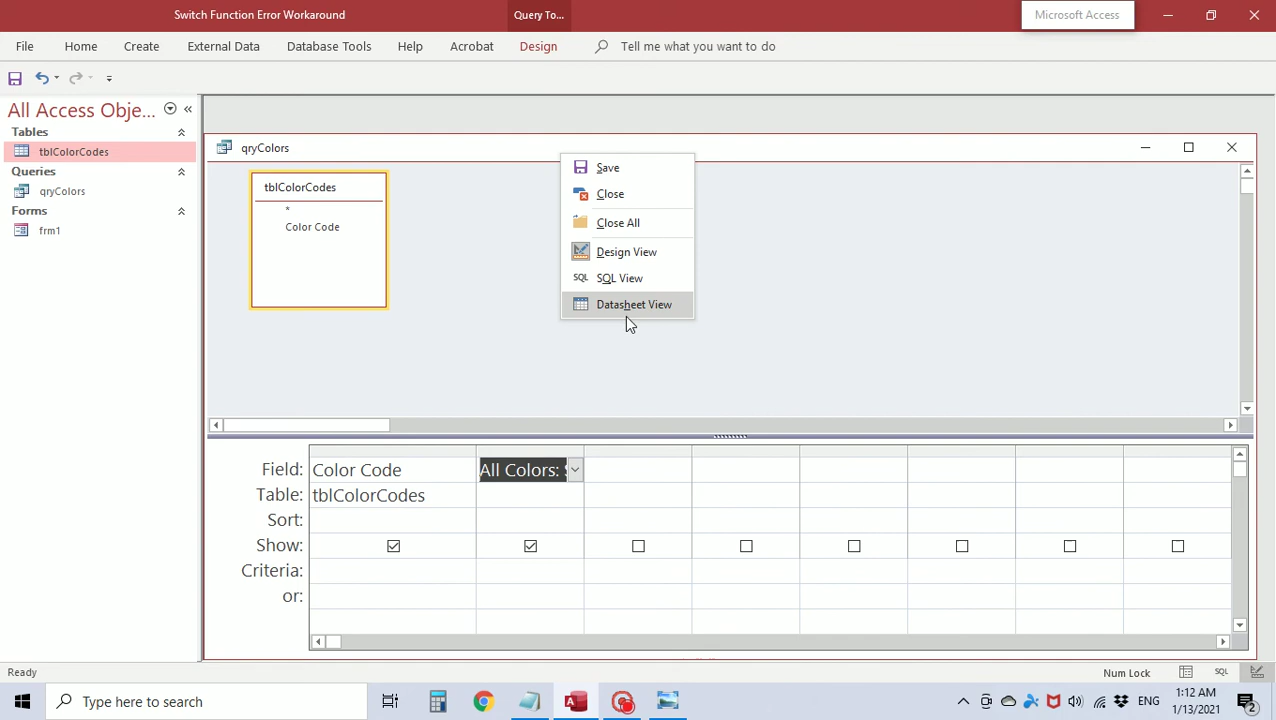 Switch Function Error Workaround
Query To...
Microsoft Access
File
Home
Create
External Data
Database Tools
Help
Acrobat
Design
Tell me what you want to do
All Access Obje...
Tables
tblColorCodes
Queries
qryColors
Forms
frm1
qryColors
tblColorCodes
*
Color Code
Save
Close
Close All
Design View
SQL SQL View
Datasheet View
Field: Color Code All Colors: S
Table: tblColorCodes
Sort:
Show:
Criteria:
or:
Ready
Num Lock
SQL
Type here to search
ENG
1:12 AM
1/13/2021
2